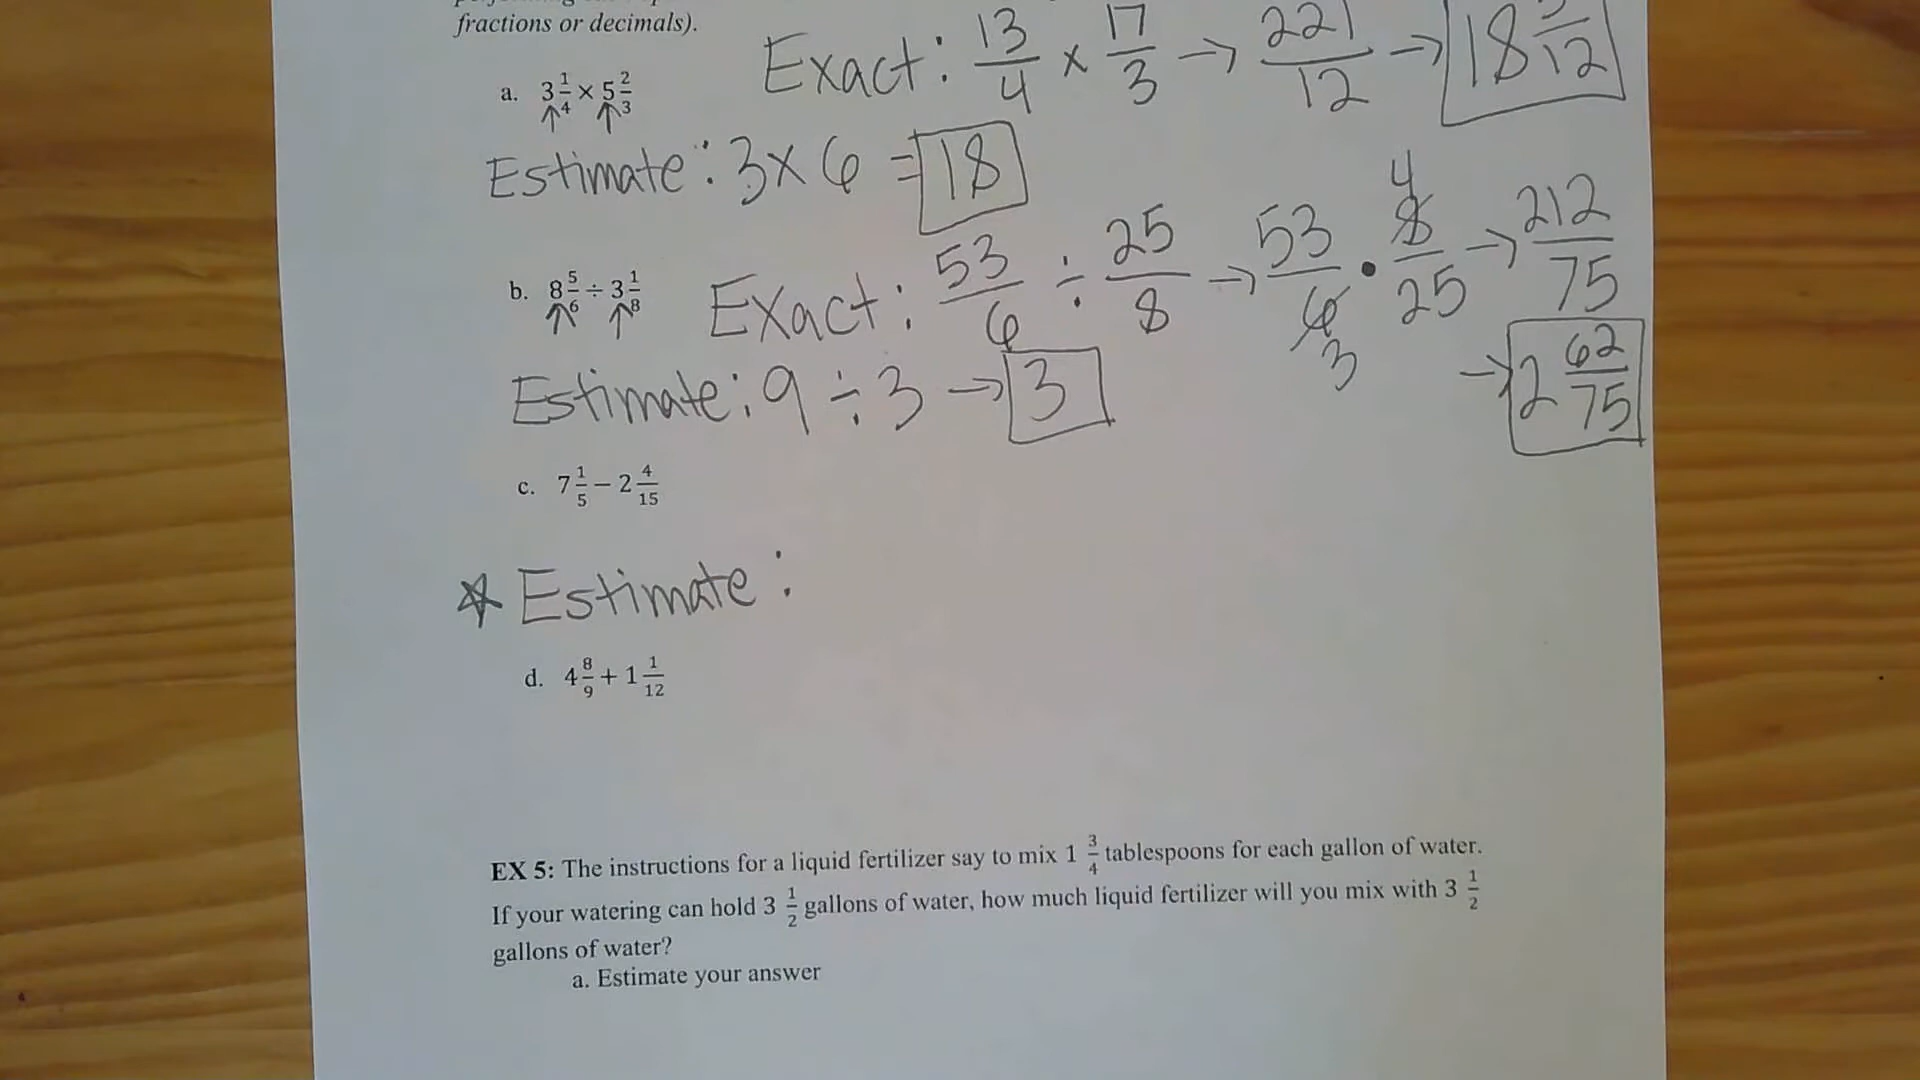 fractions or decimals).
Exact: 13/4 x 17/3 → 221/12 → 18 /12
a. 3 1/4 × 5 2/3
Estimate: 3 x 6 = 18
b. 8 5/6 ÷ 3 1/8
Exact: 53/6 ÷ 25/8 → 53/6 • 8/25 → 212/75
4
3
→ 2 62/75
Estimate: 9 ÷ 3 → 3
c. 7 1/5 − 2 4/15
☆ Estimate:
d. 4 8/9 + 1 1/12
EX 5: The instructions for a liquid fertilizer say to mix 1 3/4 tablespoons for each gallon of water.
If your watering can hold 3 1/2 gallons of water, how much liquid fertilizer will you mix with 3 1/2
gallons of water?
a. Estimate your answer